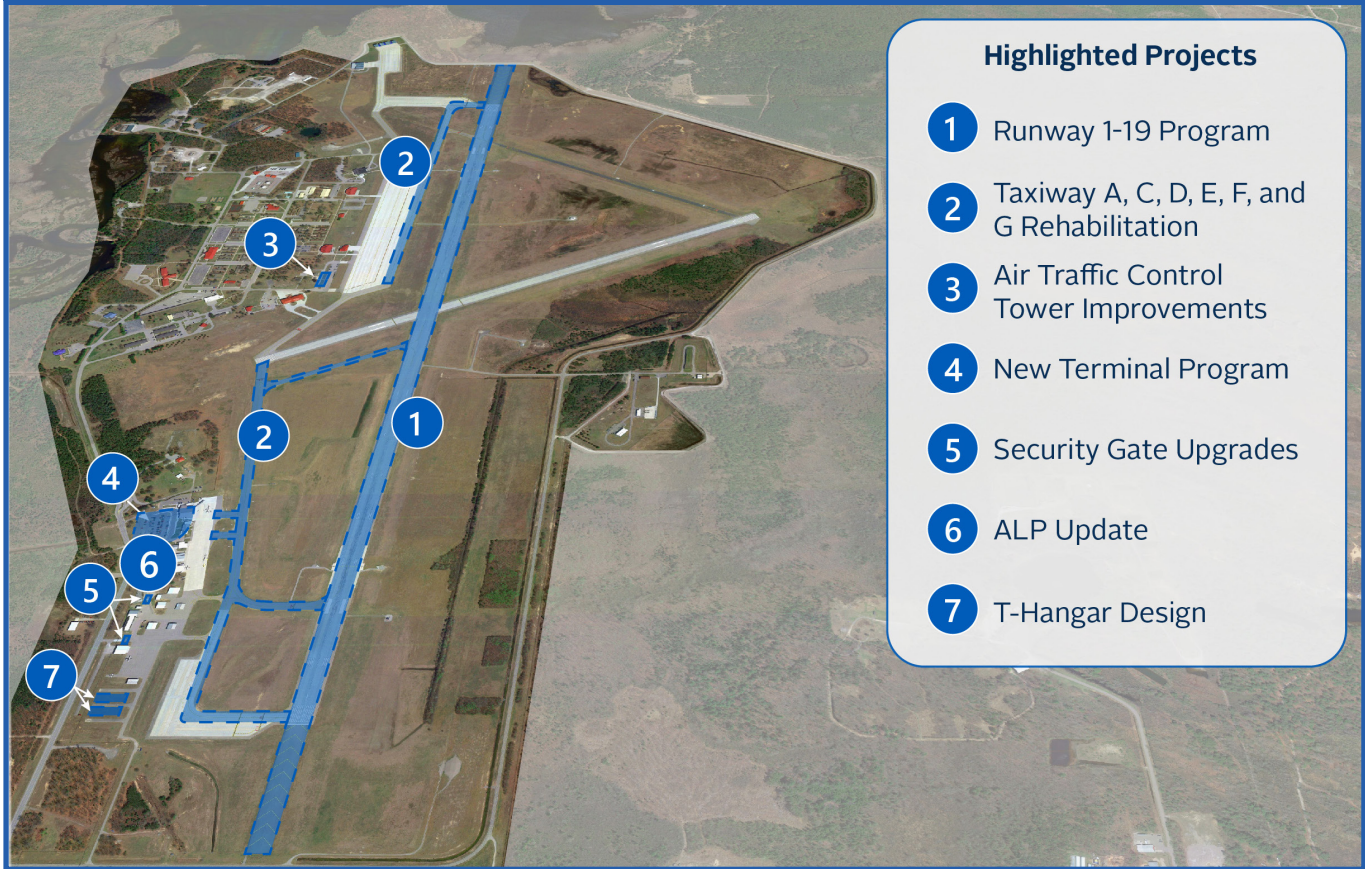 Highlighted Projects
1 Runway 1-19 Program
2 Taxiway A, C, D, E, F, and
G Rehabilitation
3 Air Traffic Control
Tower Improvements
4 New Terminal Program
5 Security Gate Upgrades
6 ALP Update
7 T-Hangar Design
2
3
1
2
4
6
5
7